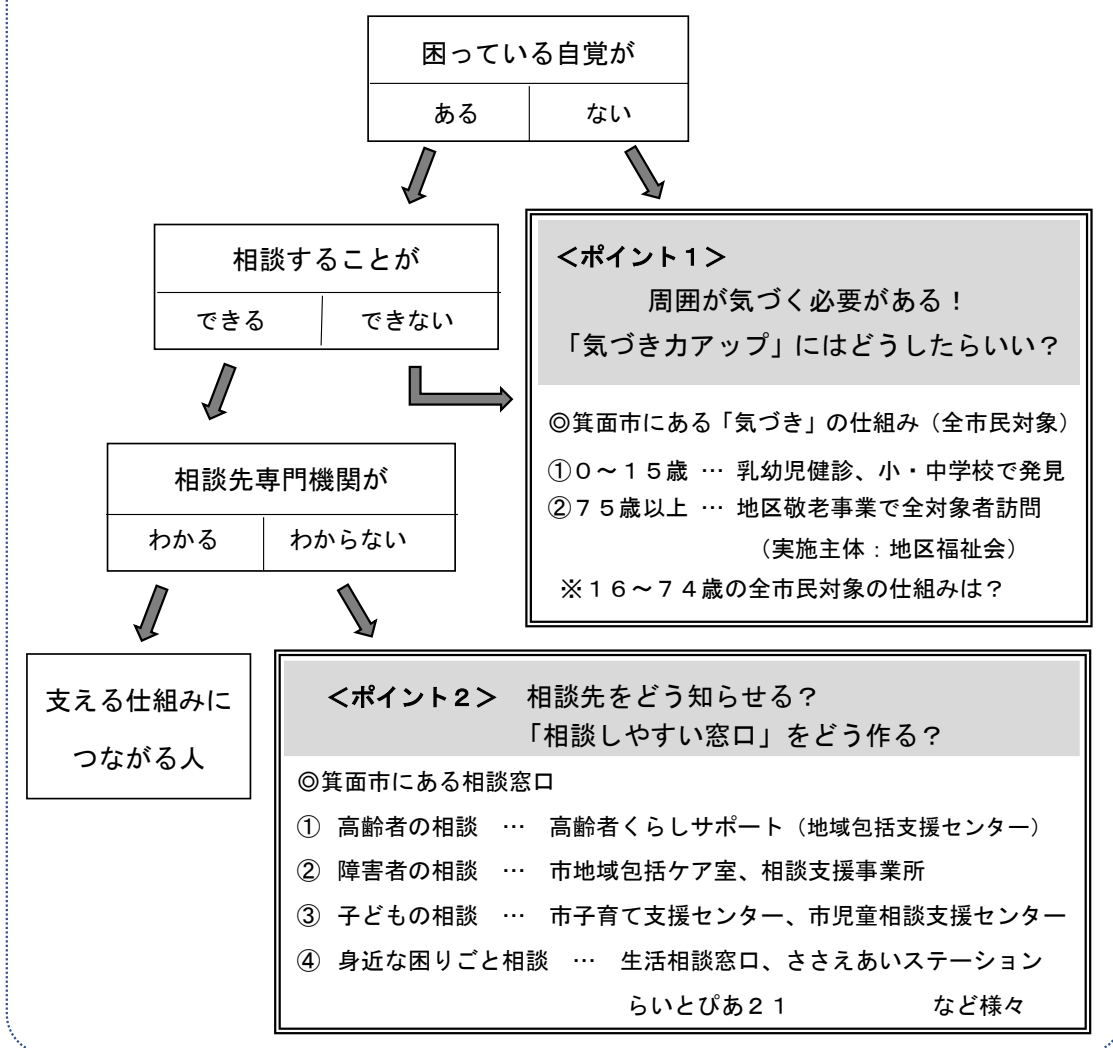 困っている自覚が
ある ない
相談することが
できる できない
<ポイント1>
周囲が気づく必要がある！
「気づき力アップ」にはどうしたらいい？
◎箕面市にある「気づき」の仕組み（全市民対象）
①０～１５歳 … 乳幼児健診、小・中学校で発見
②７５歳以上 … 地区敬老事業で全対象者訪問
（実施主体：地区福祉会）
※１６～７４歳の全市民対象の仕組みは？
相談先専門機関が
わかる わからない
支える仕組みに
つながる人
<ポイント２> 相談先をどう知らせる？
「相談しやすい窓口」をどう作る？
◎箕面市にある相談窓口
① 高齢者の相談 … 高齢者くらしサポート（地域包括支援センター）
② 障害者の相談 … 市地域包括ケア室、相談支援事業所
③ 子どもの相談 … 市子育て支援センター、市児童相談支援センター
④ 身近な困りごと相談 … 生活相談窓口、ささえあいステーション
らいとぴあ２１ など様々